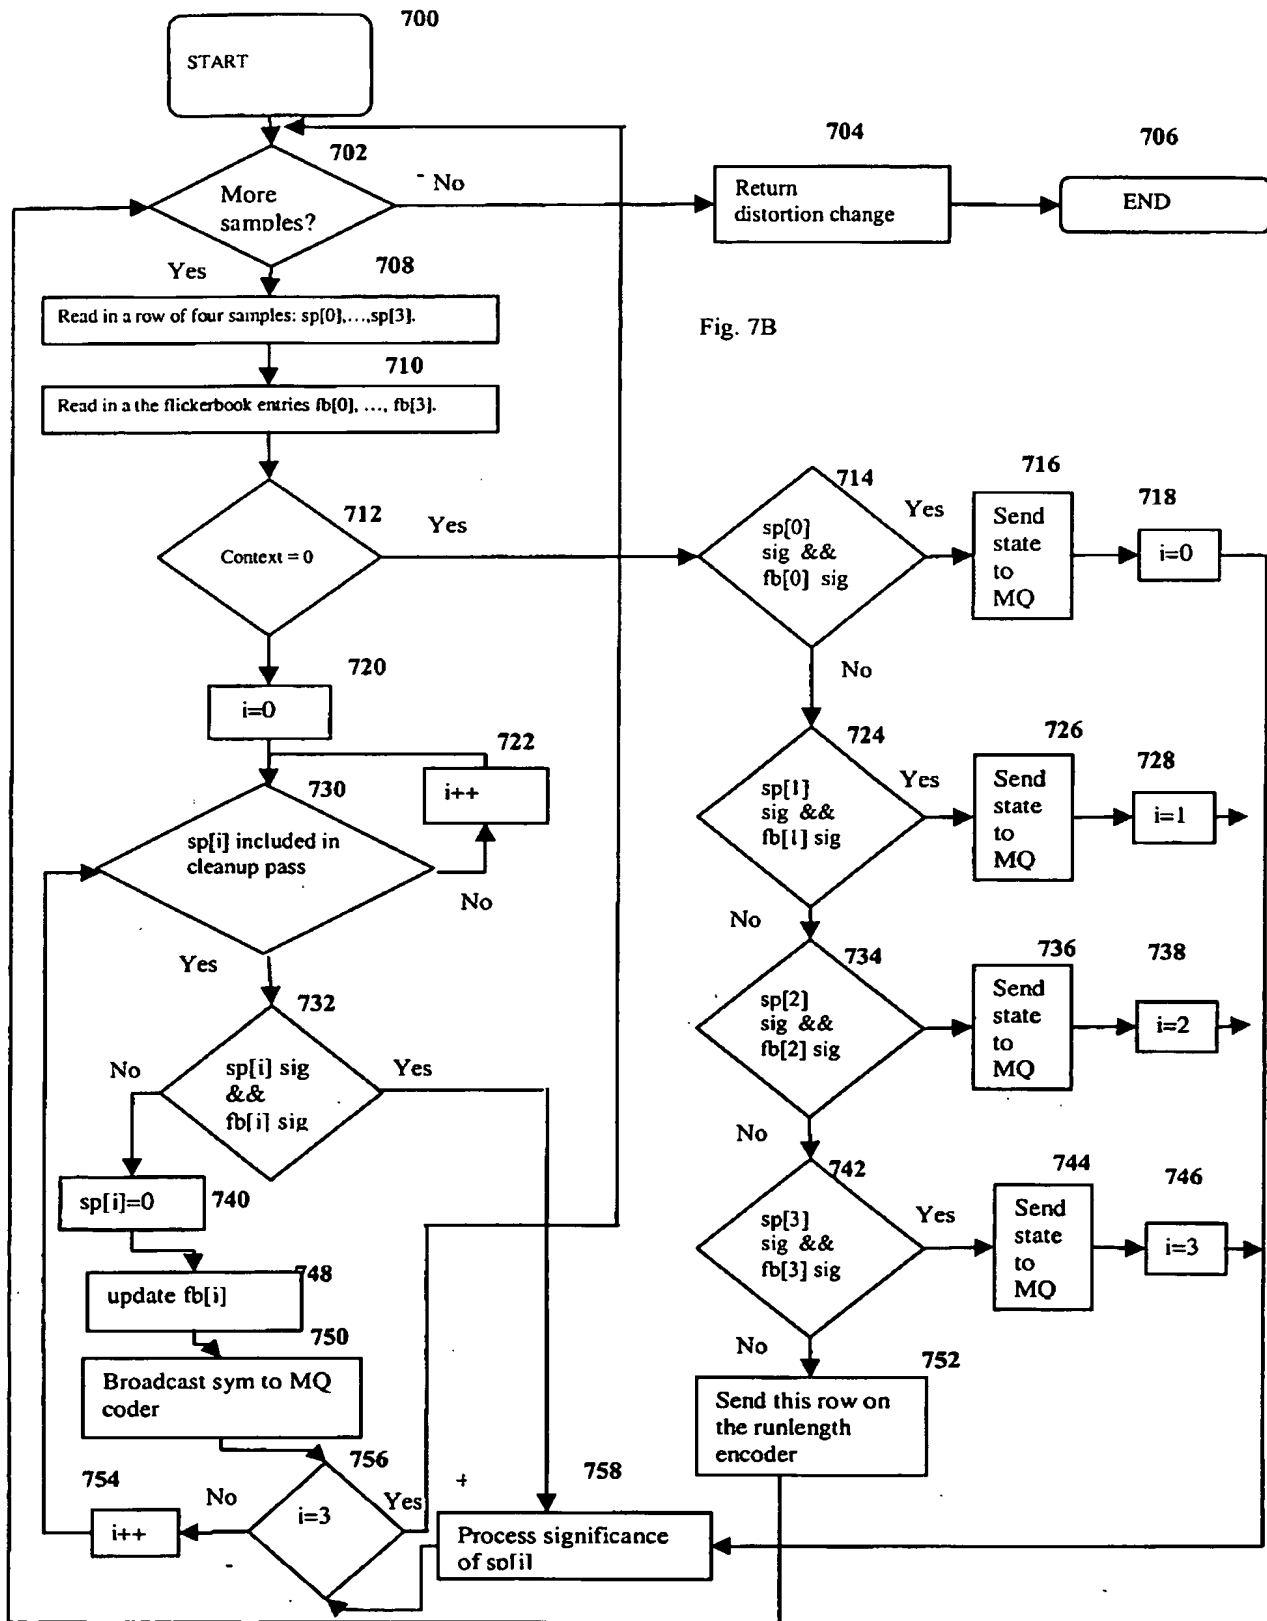 700
START
702
More
samples?
No
704
Return
distortion change
706
END
Yes
708
Read in a row of four samples: sp[0],...,sp[3].
Fig. 7B
710
Read in a the flickerbook entries fb[0], ..., fb[3].
712
Context = 0
Yes
714
sp[0]
sig &&
fb[0] sig
Yes
716
Send
state
to
MQ
718
i=0
No
720
i=0
722
i++
724
sp[1]
sig &&
fb[1] sig
Yes
726
Send
state
to
MQ
728
i=1
730
sp[i] included in
cleanup pass
No
Yes
No
732
sp[i] sig
&&
fb[i] sig
No
Yes
734
sp[2]
sig &&
fb[2] sig
736
Send
state
to
MQ
738
i=2
No
740
sp[i]=0
742
sp[3]
sig &&
fb[3] sig
Yes
744
Send
state
to
MQ
746
i=3
748
update fb[i]
No
750
Broadcast sym to MQ
coder
752
Send this row on
the runlength
encoder
754
i++
No
756
i=3
Yes
758
Process significance
of sp[i]